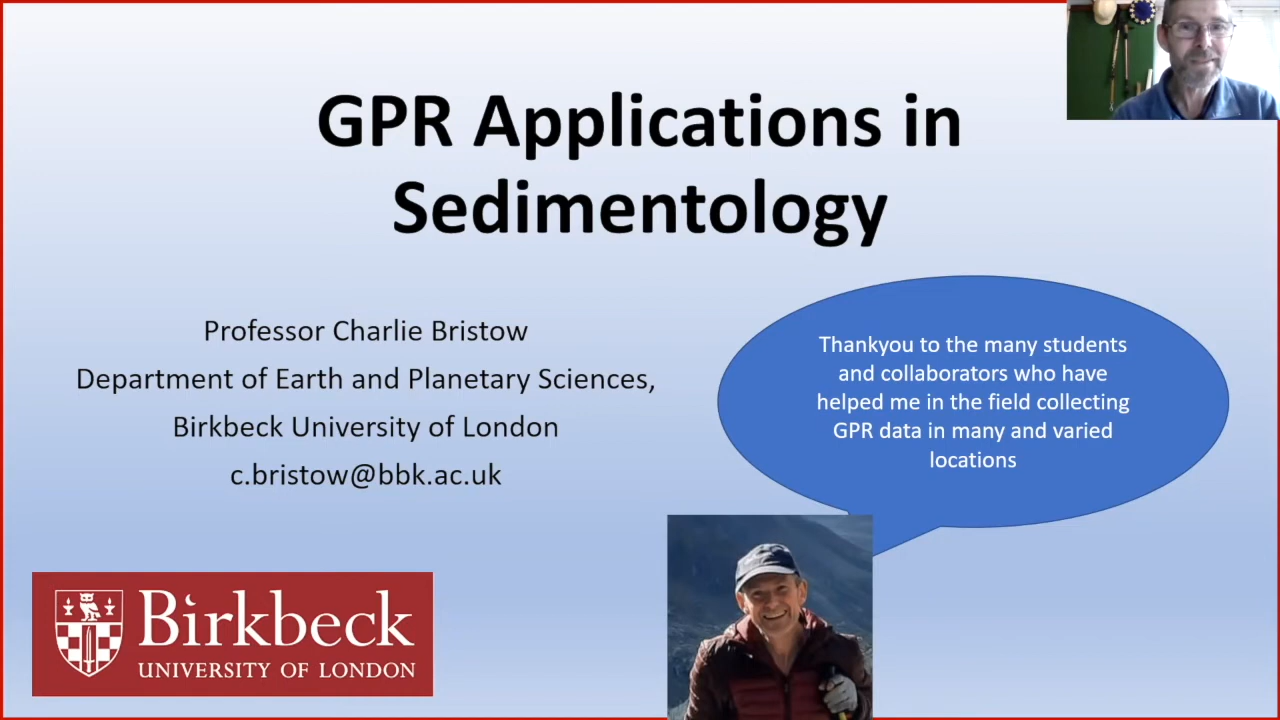 GPR Applications in
Sedimentology
Professor Charlie Bristow
Department of Earth and Planetary Sciences,
Birkbeck University of London
c.bristow@bbk.ac.uk
Thankyou to the many students
and collaborators who have
helped me in the field collecting
GPR data in many and varied
locations
Birkbeck
UNIVERSITY OF LONDON